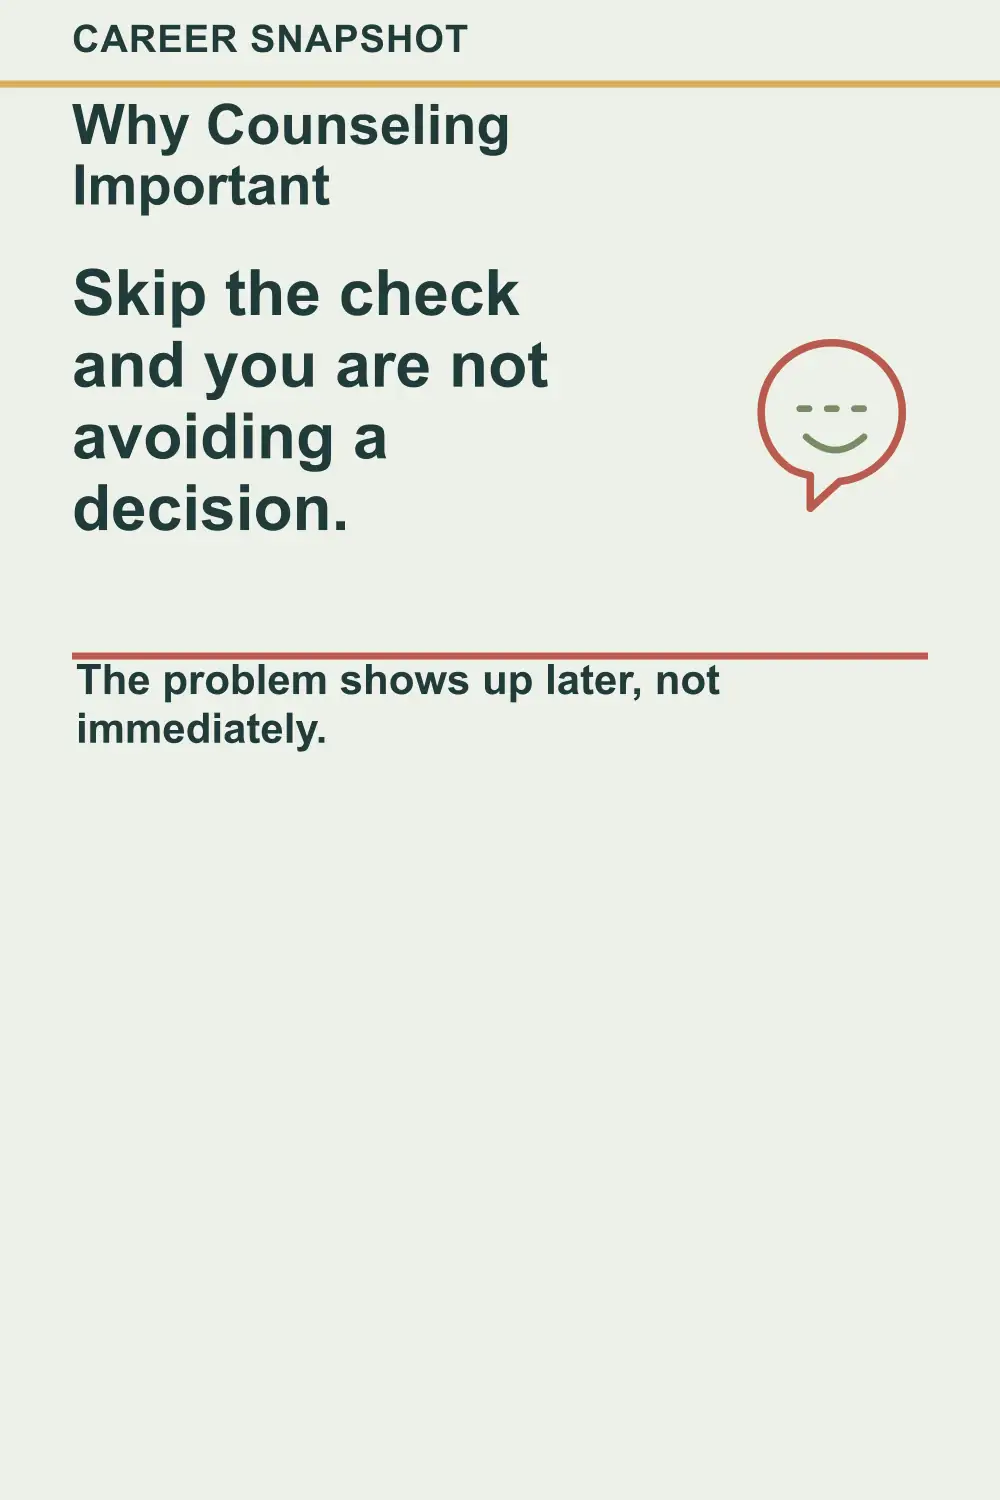 CAREER SNAPSHOT
Why Counseling
Important
Skip the check
and you are not
avoiding a
decision.
The problem shows up later, not
immediately.